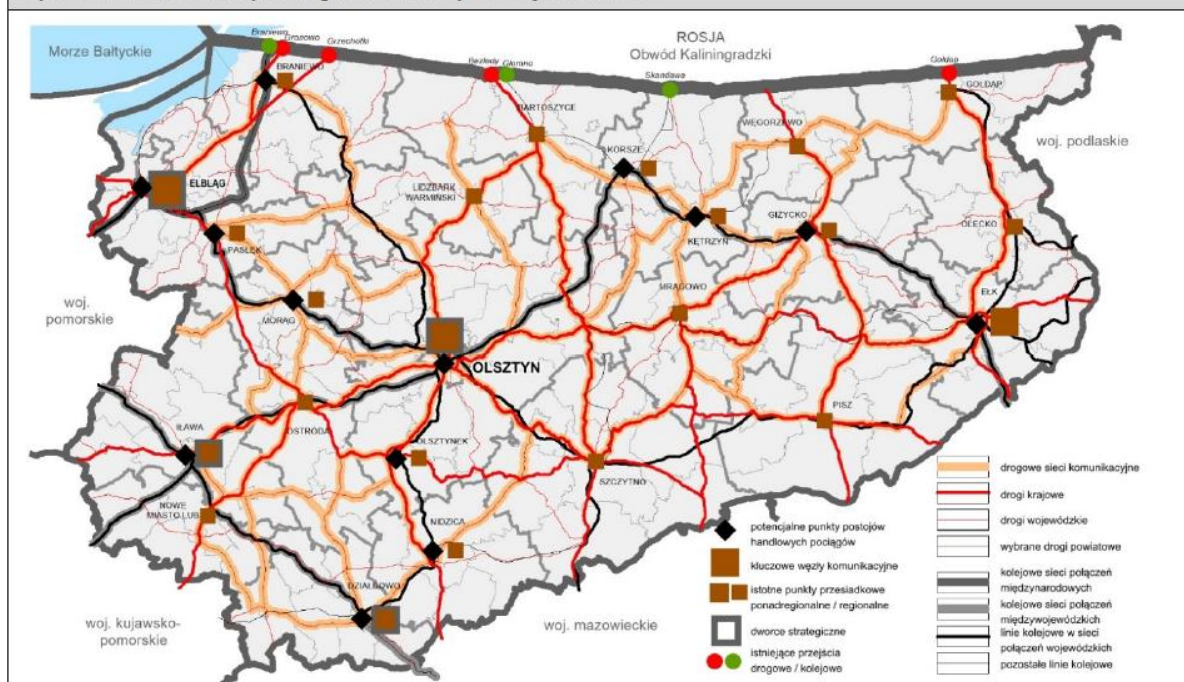 Morze Bałtyckie
Braniewo
Gronowo
Grzechotki
BRANIEWO
Bezledy
Głomno
ROSJA
Obwód Kaliningradzki
Skandawa
Gołdap
GOŁDAP
woj. podlaskie
BARTOSZYCE
WĘGORZEWO
KORSZE
ELBLĄG
LIDZBARK
WARMIŃSKI
GIŻYCKO
OLECKO
KĘTRZYN
PASŁĘK
MRĄGOWO
EŁK
woj.
pomorskie
MORĄG
OLSZTYN
PISZ
IŁAWA
OSTRÓDA
OLSZTYNEK
SZCZYTNO
NOWE
MIASTO LUB.
NIDZICA
DZIAŁDOWO
woj. kujawsko-
pomorskie
woj. mazowieckie
potencjalne punkty postojów
handlowych pociągów
kluczowe węzły komunikacyjne
istotne punkty przesiadkowe
ponadregionalne / regionalne
dworce strategiczne
istniejące przejścia
drogowe / kolejowe
drogowe sieci komunikacyjne
drogi krajowe
drogi wojewódzkie
wybrane drogi powiatowe
kolejowe sieci połączeń
międzynarodowych
kolejowe sieci połączeń
międzywojewódzkich
linie kolejowe w sieci
połączeń wojewódzkich
pozostałe linie kolejowe